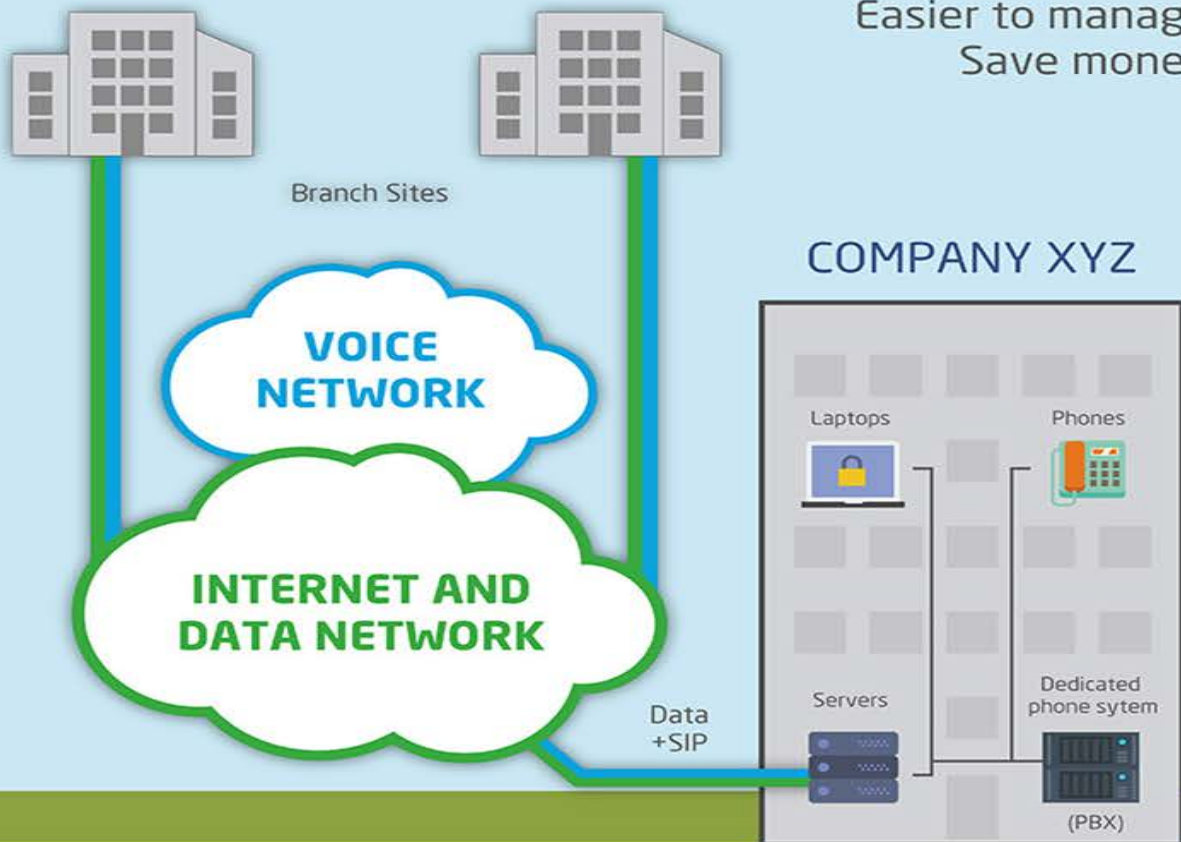 Easier to manag
Save mone
Branch Sites
COMPANY XYZ
VOICE
NETWORK
Laptops
Phones
INTERNET AND
DATA NETWORK
Servers
Dedicated
phone sytem
Data
+SIP
(PBX)